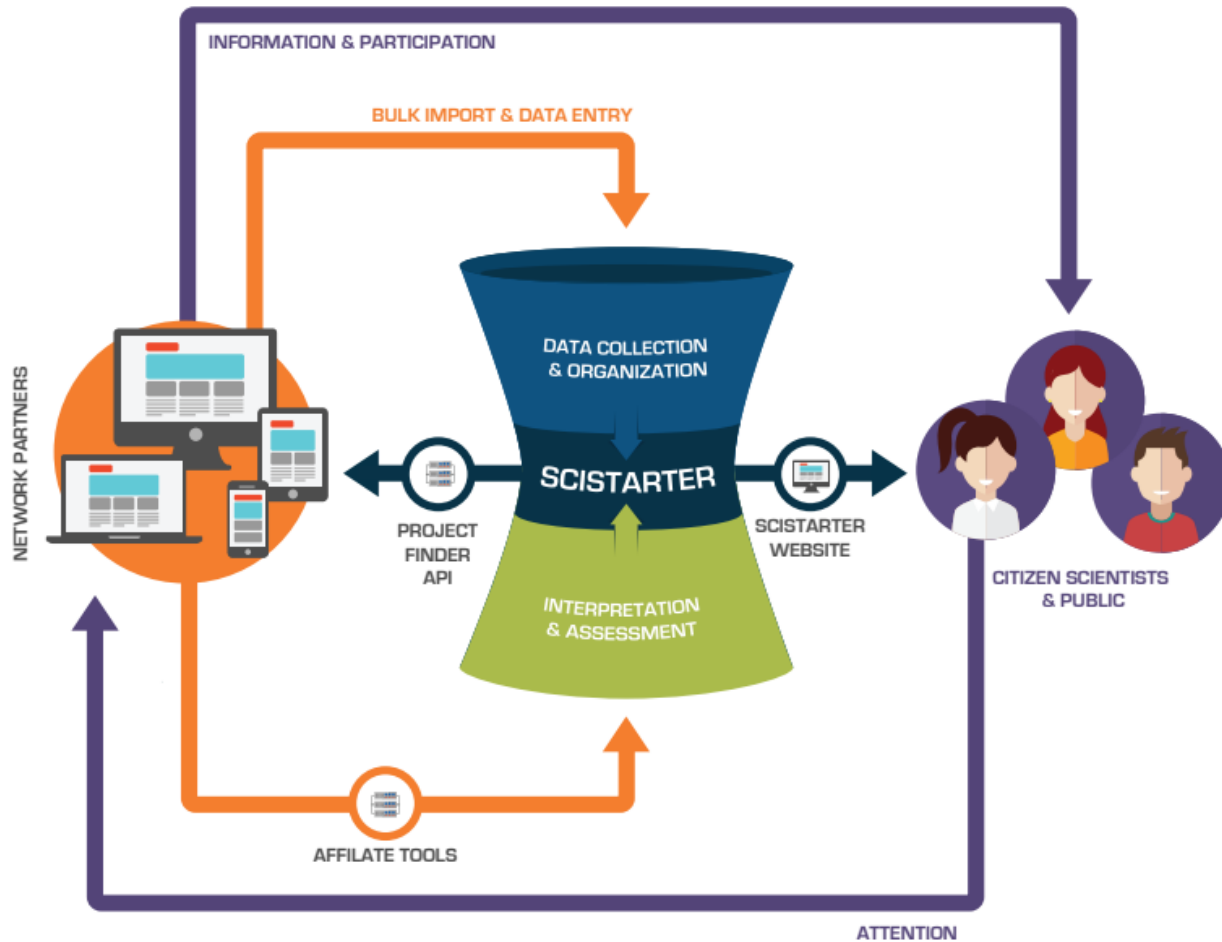 INFORMATION & PARTICIPATION
BULK IMPORT & DATA ENTRY
DATA COLLECTION
& ORGANIZATION
NETWORK PARTNERS
SCISTARTER
PROJECT
FINDER
API
SCISTARTER
WEBSITE
CITIZEN SCIENTISTS
& PUBLIC
INTERPRETATION
& ASSESSMENT
AFFILATE TOOLS
ATTENTION